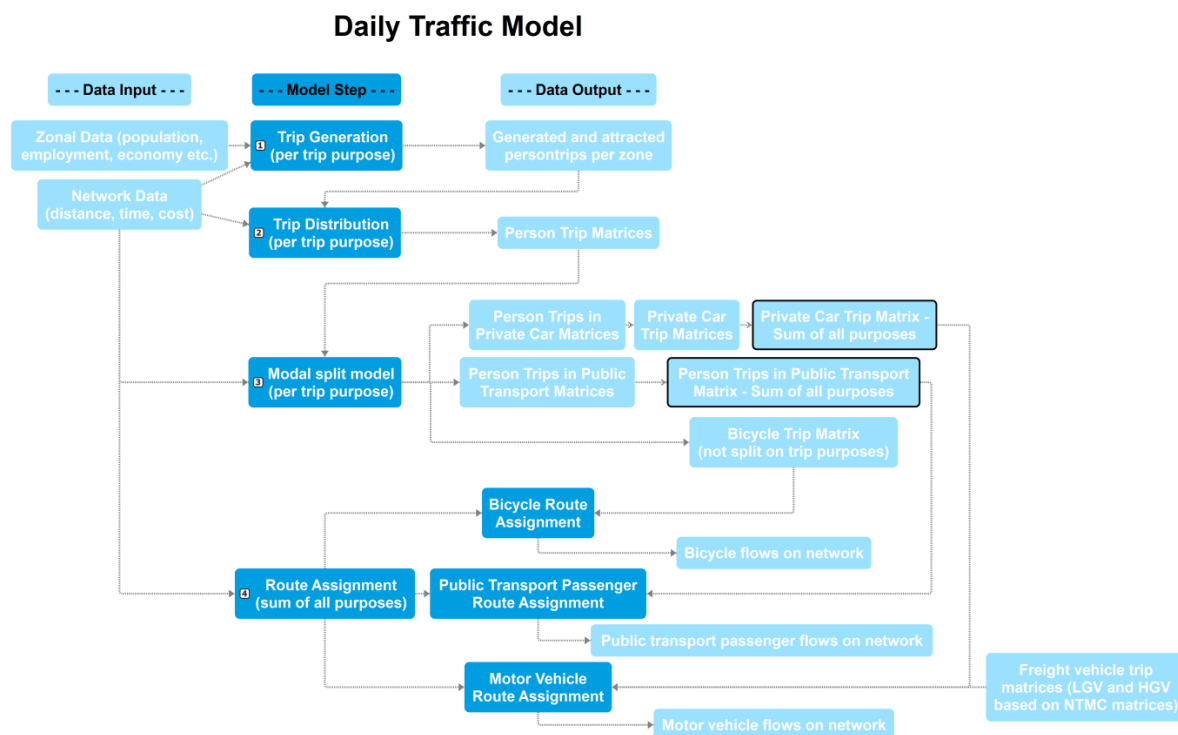 Daily Traffic Model
- - - Data Input - - -
- - - Model Step - - -
- - - Data Output - - -
Zonal Data (population,
employment, economy etc.)
1
Trip Generation
(per trip purpose)
Generated and attracted
persontrips per zone
Network Data
(distance, time, cost)
2
Trip Distribution
(per trip purpose)
Person Trip Matrices
3
Modal split model
(per trip purpose)
Person Trips in
Private Car Matrices
Private Car
Trip Matrices
Private Car Trip Matrix -
Sum of all purposes
Person Trips in Public
Transport Matrices
Person Trips in Public Transport
Matrix - Sum of all purposes
Bicycle Trip Matrix
(not split on trip purposes)
Bicycle Route
Assignment
Bicycle flows on network
4
Route Assignment
(sum of all purposes)
Public Transport Passenger
Route Assignment
Public transport passenger flows on network
Motor Vehicle
Route Assignment
Freight vehicle trip
matrices (LGV and HGV
based on NTMC matrices)
Motor vehicle flows on network